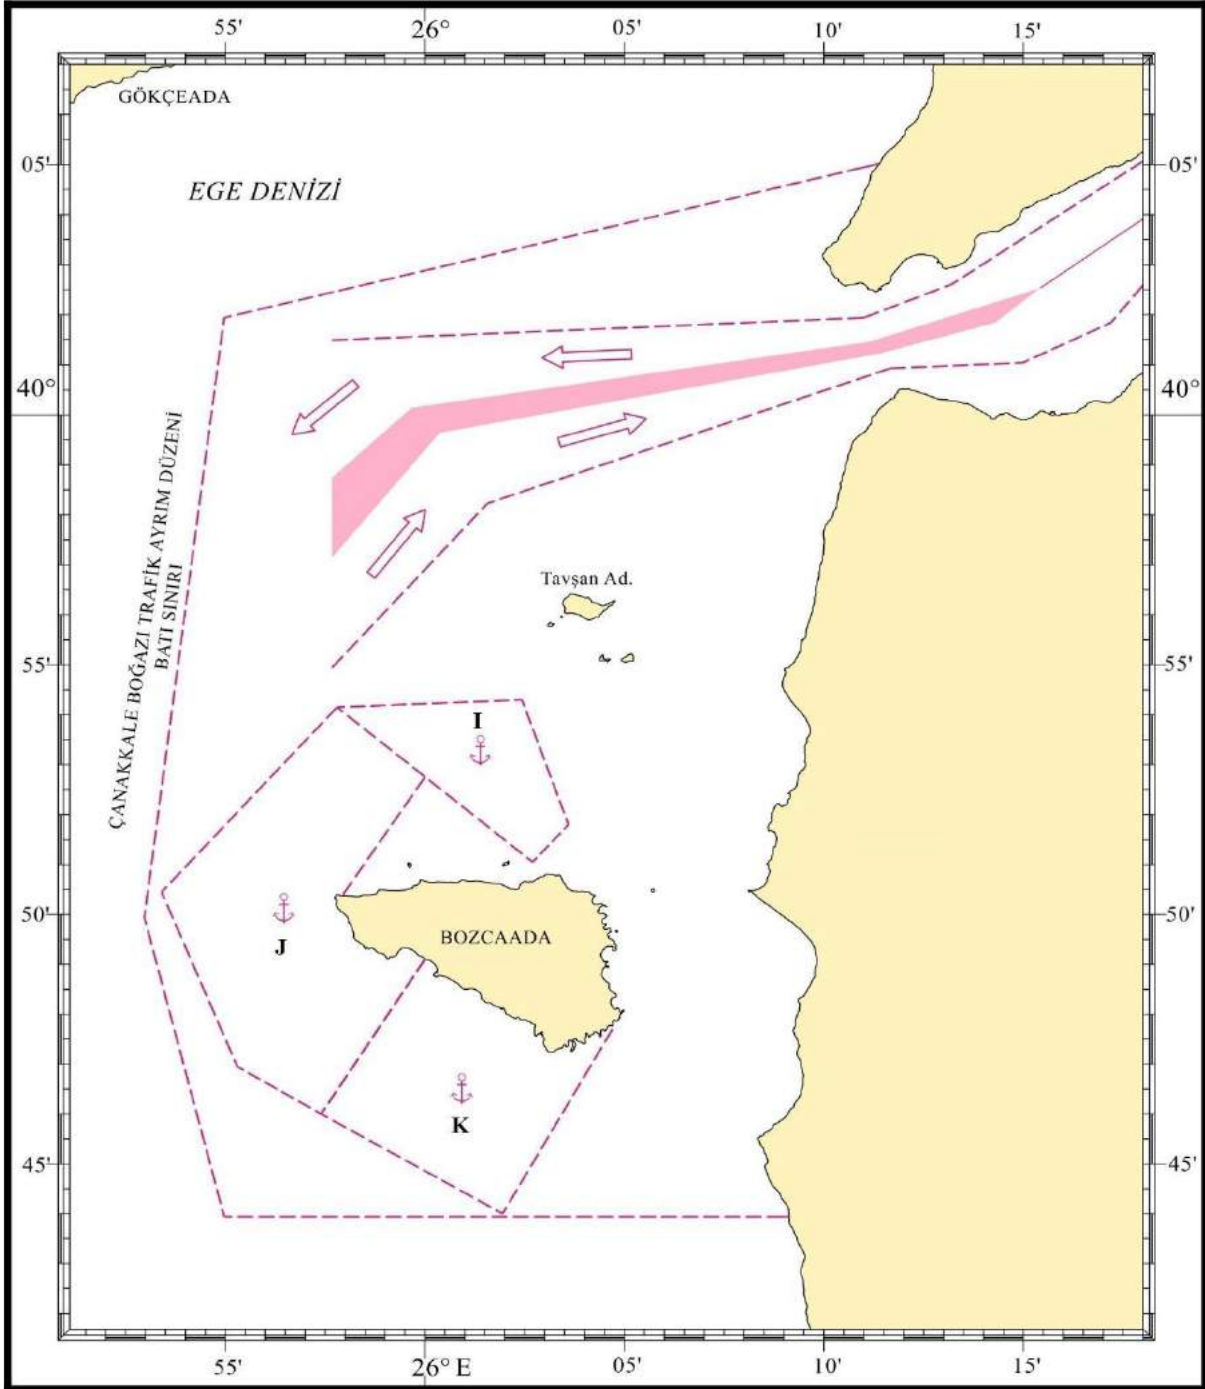 55' 26° 05' 10' 15'
GÖKÇEADA
05' 05'
EGE DENİZİ
40° 40°
ÇANAKKALE BOĞAZI TRAFİK AYRIM DÜZENİ
BATI SINIRI
Tavşan Ad.
55' 55'
I
50' 50'
BOZCAADA
J
K
45' 45'
55' 26° E 05' 10' 15'